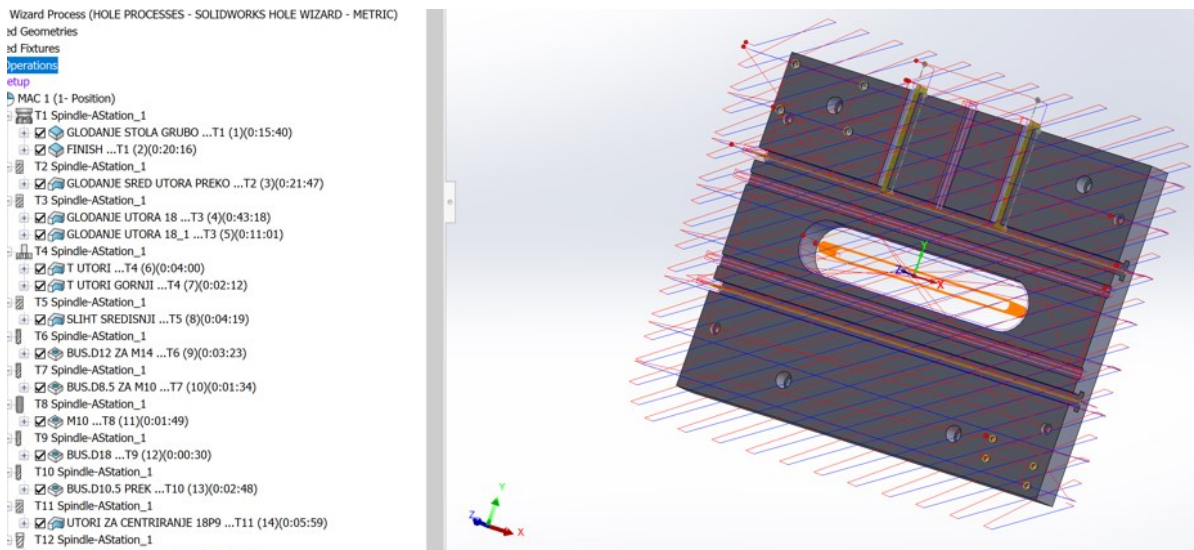 Wizard Process (HOLE PROCESSES - SOLIDWORKS HOLE WIZARD - METRIC)
ed Geometries
ed Fixtures
Operations
etup
MAC 1 (1- Position)
T1 Spindle-AStation_1
GLODANJE STOLA GRUBO ...T1 (1)(0:15:40)
FINISH ...T1 (2)(0:20:16)
T2 Spindle-AStation_1
GLODANJE SRED UTORA PREKO ...T2 (3)(0:21:47)
T3 Spindle-AStation_1
GLODANJE UTORA 18 ...T3 (4)(0:43:18)
GLODANJE UTORA 18_1 ...T3 (5)(0:11:01)
T4 Spindle-AStation_1
T UTORI ...T4 (6)(0:04:00)
T UTORI GORNJI ...T4 (7)(0:02:12)
T5 Spindle-AStation_1
SLIHT SREDISNJI ...T5 (8)(0:04:19)
T6 Spindle-AStation_1
BUS.D12 ZA M14 ...T6 (9)(0:03:23)
T7 Spindle-AStation_1
BUS.D8.5 ZA M10 ...T7 (10)(0:01:34)
T8 Spindle-AStation_1
M10 ...T8 (11)(0:01:49)
T9 Spindle-AStation_1
BUS.D18 ...T9 (12)(0:00:30)
T10 Spindle-AStation_1
BUS.D10.5 PREK ...T10 (13)(0:02:48)
T11 Spindle-AStation_1
UTORI ZA CENTRIRANJE 18P9 ...T11 (14)(0:05:59)
T12 Spindle-AStation_1
Y
Z
X
Y
Z
X